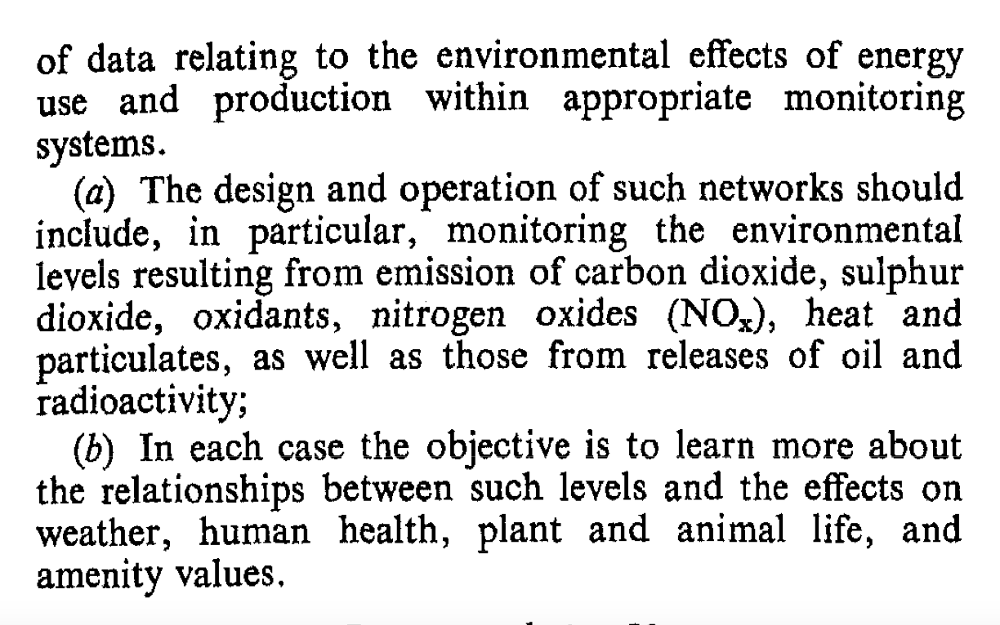 of data relating to the environmental effects of energy
use and production within appropriate monitoring
systems.
(a) The design and operation of such networks should
include, in particular, monitoring the environmental
levels resulting from emission of carbon dioxide, sulphur
dioxide, oxidants, nitrogen oxides (NOx), heat and
particulates, as well as those from releases of oil and
radioactivity;
(b) In each case the objective is to learn more about
the relationships between such levels and the effects on
weather, human health, plant and animal life, and
amenity values.